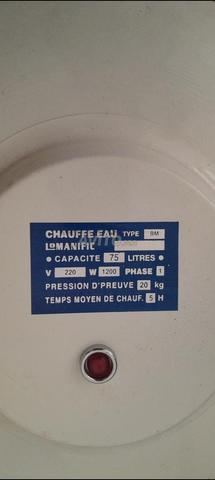 CHAUFFE EAU TYPE BM
LOMANIFIC
• CAPACITE 75 LITRES •
V 220 W 1200 PHASE 1
PRESSION D'PREUVE 20 kg
TEMPS MOYEN DE CHAUF. 5 H